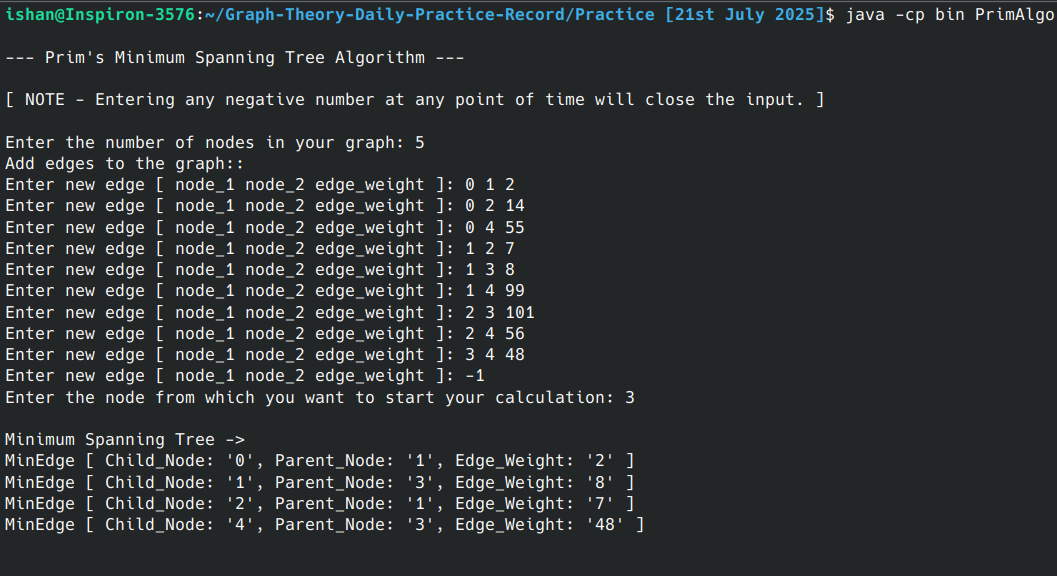 ishan@Inspiron-3576:~/Graph-Theory-Daily-Practice-Record/Practice [21st July 2025]$ java -cp bin PrimAlgo
--- Prim's Minimum Spanning Tree Algorithm ---
[ NOTE - Entering any negative number at any point of time will close the input. ]
Enter the number of nodes in your graph: 5
Add edges to the graph::
Enter new edge [ node_1 node_2 edge_weight ]: 0 1 2
Enter new edge [ node_1 node_2 edge_weight ]: 0 2 14
Enter new edge [ node_1 node_2 edge_weight ]: 0 4 55
Enter new edge [ node_1 node_2 edge_weight ]: 1 2 7
Enter new edge [ node_1 node_2 edge_weight ]: 1 3 8
Enter new edge [ node_1 node_2 edge_weight ]: 1 4 99
Enter new edge [ node_1 node_2 edge_weight ]: 2 3 101
Enter new edge [ node_1 node_2 edge_weight ]: 2 4 56
Enter new edge [ node_1 node_2 edge_weight ]: 3 4 48
Enter new edge [ node_1 node_2 edge_weight ]: -1
Enter the node from which you want to start your calculation: 3
Minimum Spanning Tree ->
MinEdge [ Child_Node: '0', Parent_Node: '1', Edge_Weight: '2' ]
MinEdge [ Child_Node: '1', Parent_Node: '3', Edge_Weight: '8' ]
MinEdge [ Child_Node: '2', Parent_Node: '1', Edge_Weight: '7' ]
MinEdge [ Child_Node: '4', Parent_Node: '3', Edge_Weight: '48' ]